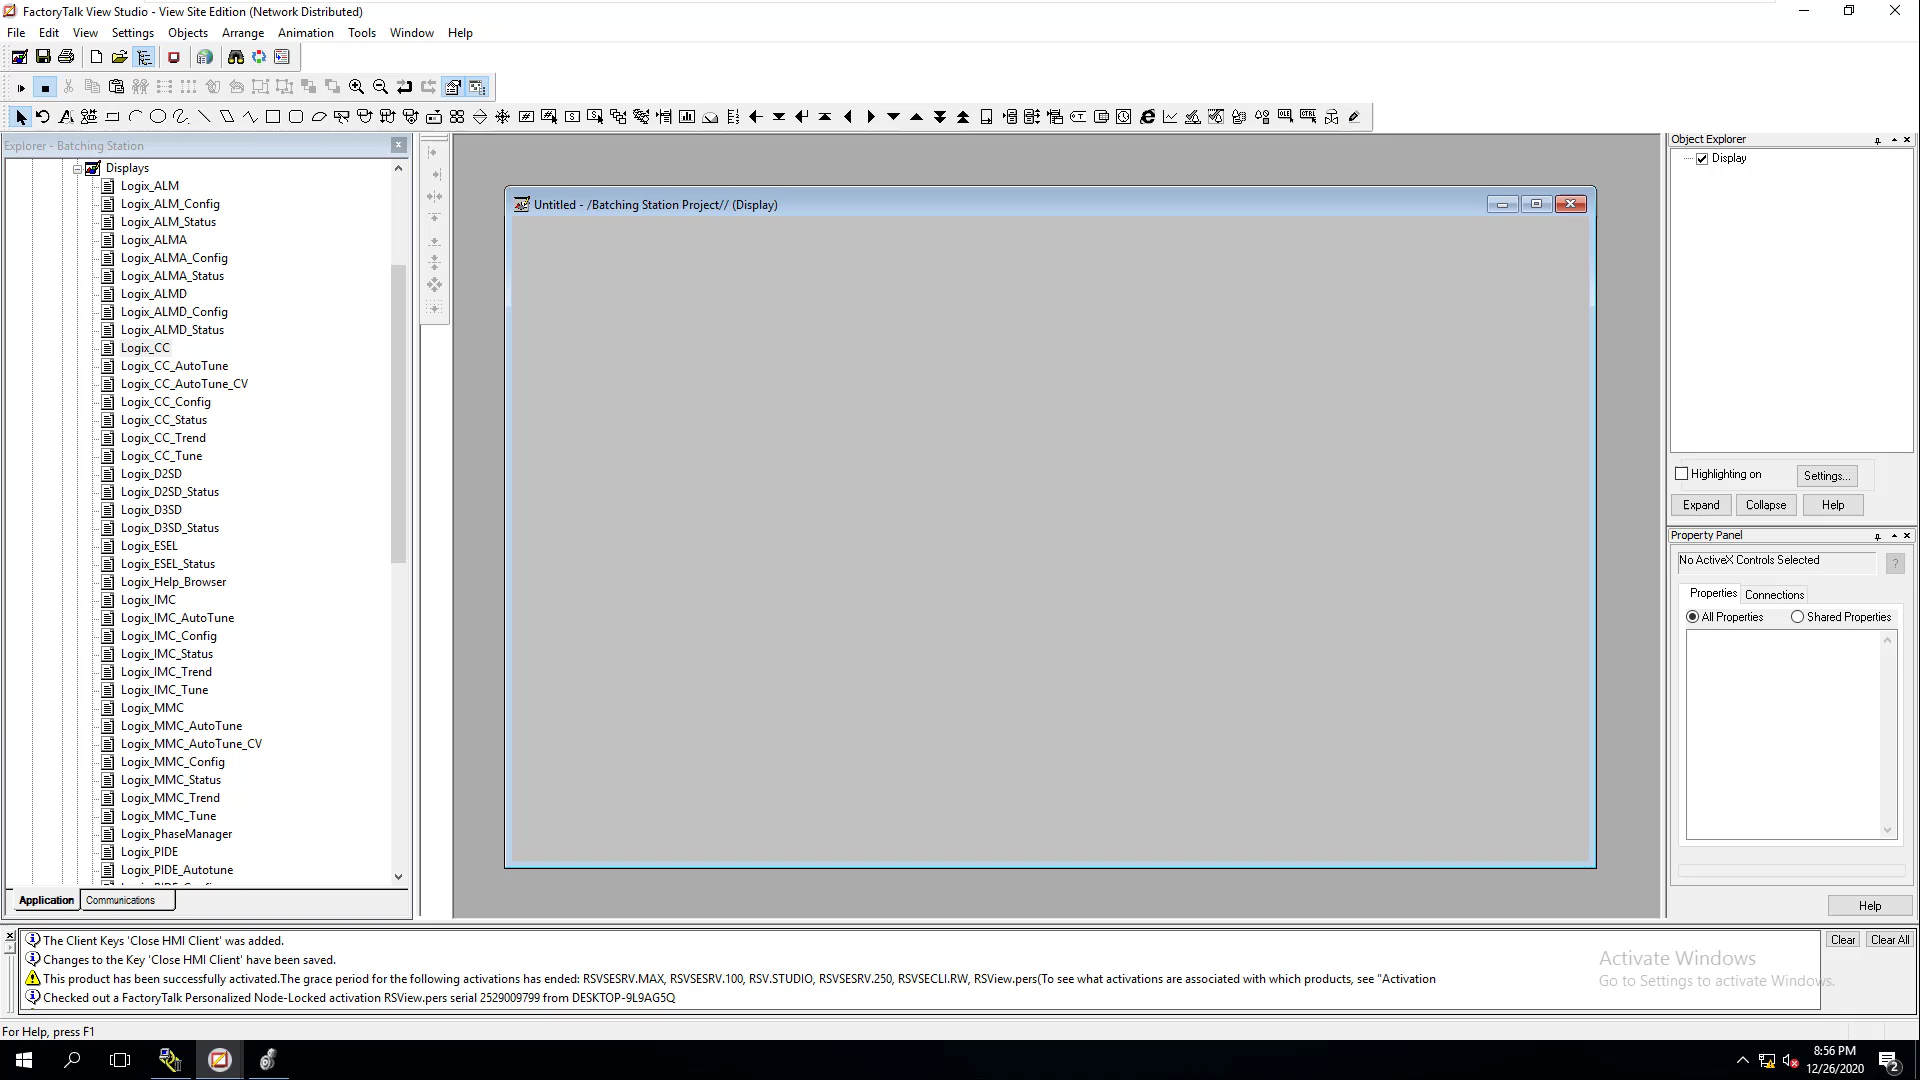 FactoryTalk View Studio - View Site Edition (Network Distributed)
File Edit View Settings Objects Arrange Animation Tools Window Help
Explorer - Batching Station
Displays
Logix_ALM
Logix_ALM_Config
Logix_ALM_Status
Logix_ALMA
Logix_ALMA_Config
Logix_ALMA_Status
Logix_ALMD
Logix_ALMD_Config
Logix_ALMD_Status
Logix_CC
Logix_CC_AutoTune
Logix_CC_AutoTune_CV
Logix_CC_Config
Logix_CC_Status
Logix_CC_Trend
Logix_CC_Tune
Logix_D2SD
Logix_D2SD_Status
Logix_D3SD
Logix_D3SD_Status
Logix_ESEL
Logix_ESEL_Status
Logix_Help_Browser
Logix_IMC
Logix_IMC_AutoTune
Logix_IMC_Config
Logix_IMC_Status
Logix_IMC_Trend
Logix_IMC_Tune
Logix_MMC
Logix_MMC_AutoTune
Logix_MMC_AutoTune_CV
Logix_MMC_Config
Logix_MMC_Status
Logix_MMC_Trend
Logix_MMC_Tune
Logix_PhaseManager
Logix_PIDE
Logix_PIDE_Autotune
Application Communications
Untitled - /Batching Station Project// (Display)
Object Explorer
Display
Highlighting on Settings...
Expand Collapse Help
Property Panel
No ActiveX Controls Selected ?
Properties Connections
All Properties Shared Properties
Help
The Client Keys 'Close HMI Client' was added.
Changes to the Key 'Close HMI Client' have been saved.
This product has been successfully activated.The grace period for the following activations has ended: RSVSESRV.MAX, RSVSESRV.100, RSV.STUDIO, RSVSESRV.250, RSVSECLI.RW, RSView.pers(To see what activations are associated with which products, see "Activation
Checked out a FactoryTalk Personalized Node-Locked activation RSView.pers serial 2529009799 from DESKTOP-9L9AG5Q
Clear Clear All
Activate Windows
Go to Settings to activate Windows.
For Help, press F1
8:56 PM
12/26/2020
2